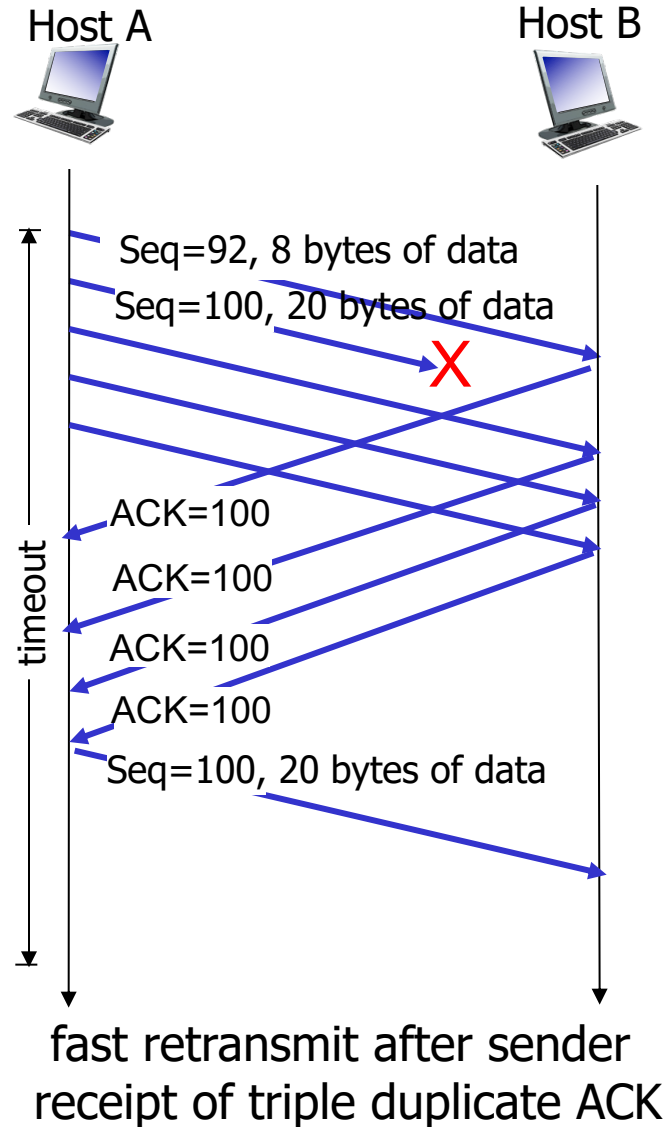 Host A
Host B
Seq=92, 8 bytes of data
Seq=100, 20 bytes of data
X
timeout
ACK=100
ACK=100
ACK=100
ACK=100
Seq=100, 20 bytes of data
fast retransmit after sender
receipt of triple duplicate ACK